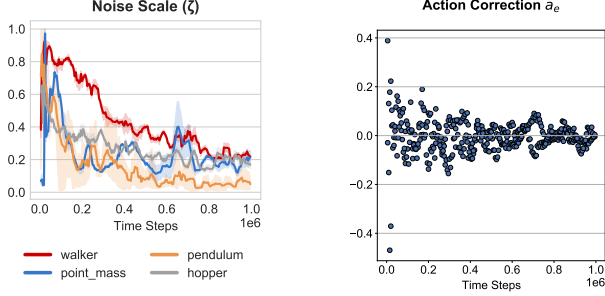 Noise Scale (ζ)
1.0
0.8
0.6
0.4
0.2
0.0
0.0 0.2 0.4 0.6 0.8 1.0
Time Steps
1e6
walker
point_mass
pendulum
hopper
Action Correction aₑ
0.4
0.2
0.0
−0.2
−0.4
0.0 0.2 0.4 0.6 0.8 1.0
Time Steps
1e6